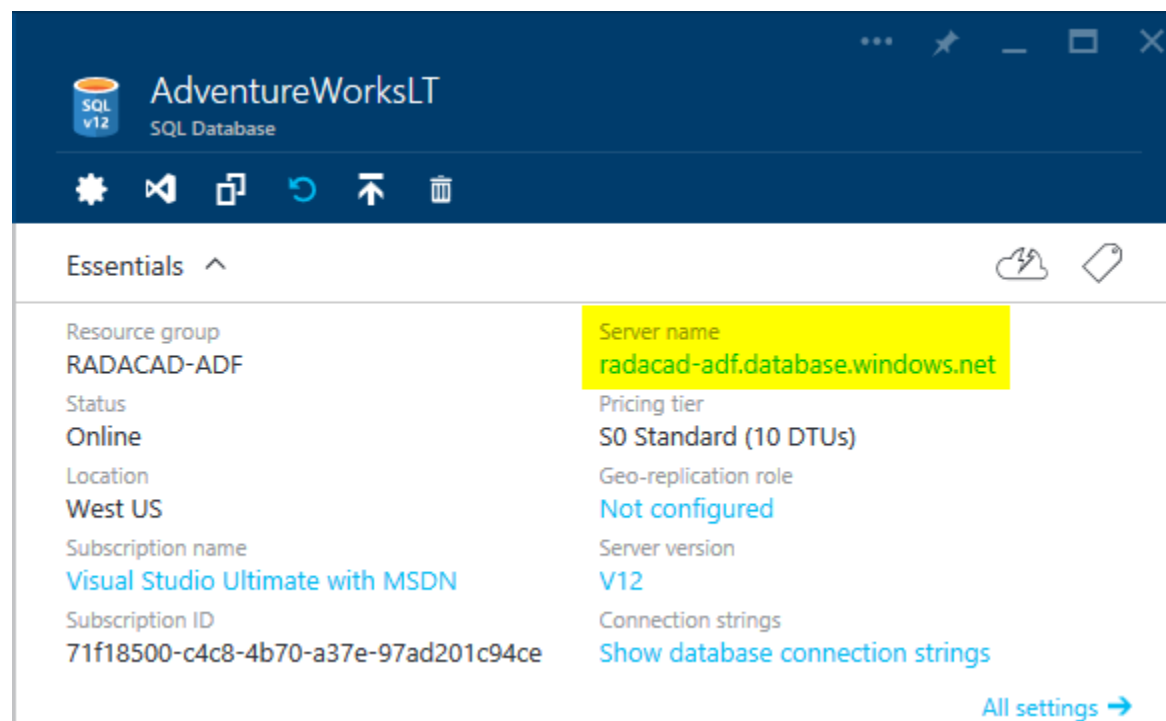 AdventureWorksLT
SQL
v12
SQL Database
Essentials
Resource group
RADACAD-ADF
Server name
radacad-adf.database.windows.net
Status
Online
Pricing tier
S0 Standard (10 DTUs)
Location
West US
Geo-replication role
Not configured
Subscription name
Visual Studio Ultimate with MSDN
Server version
V12
Subscription ID
71f18500-c4c8-4b70-a37e-97ad201c94ce
Connection strings
Show database connection strings
All settings